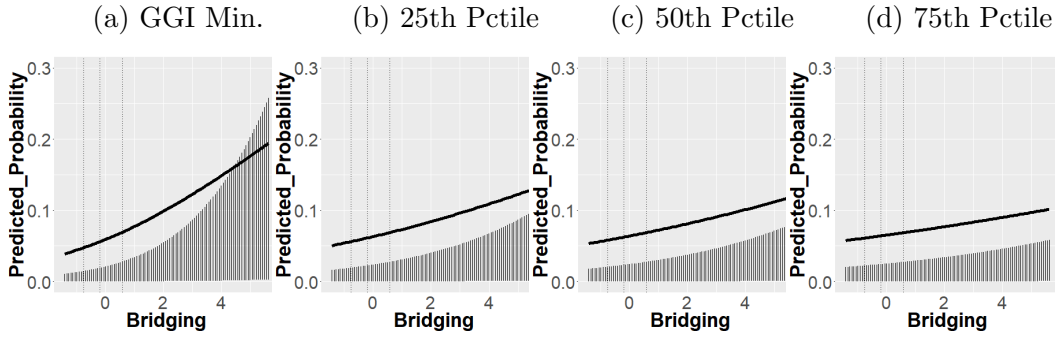 (a) GGI Min.
(b) 25th Pctile
(c) 50th Pctile
(d) 75th Pctile
Predicted_Probability
0.3
0.2
0.1
0.0
0 2 4
Bridging
Predicted_Probability
0.3
0.2
0.1
0.0
0 2 4
Bridging
Predicted_Probability
0.3
0.2
0.1
0.0
0 2 4
Bridging
Predicted_Probability
0.3
0.2
0.1
0.0
0 2 4
Bridging